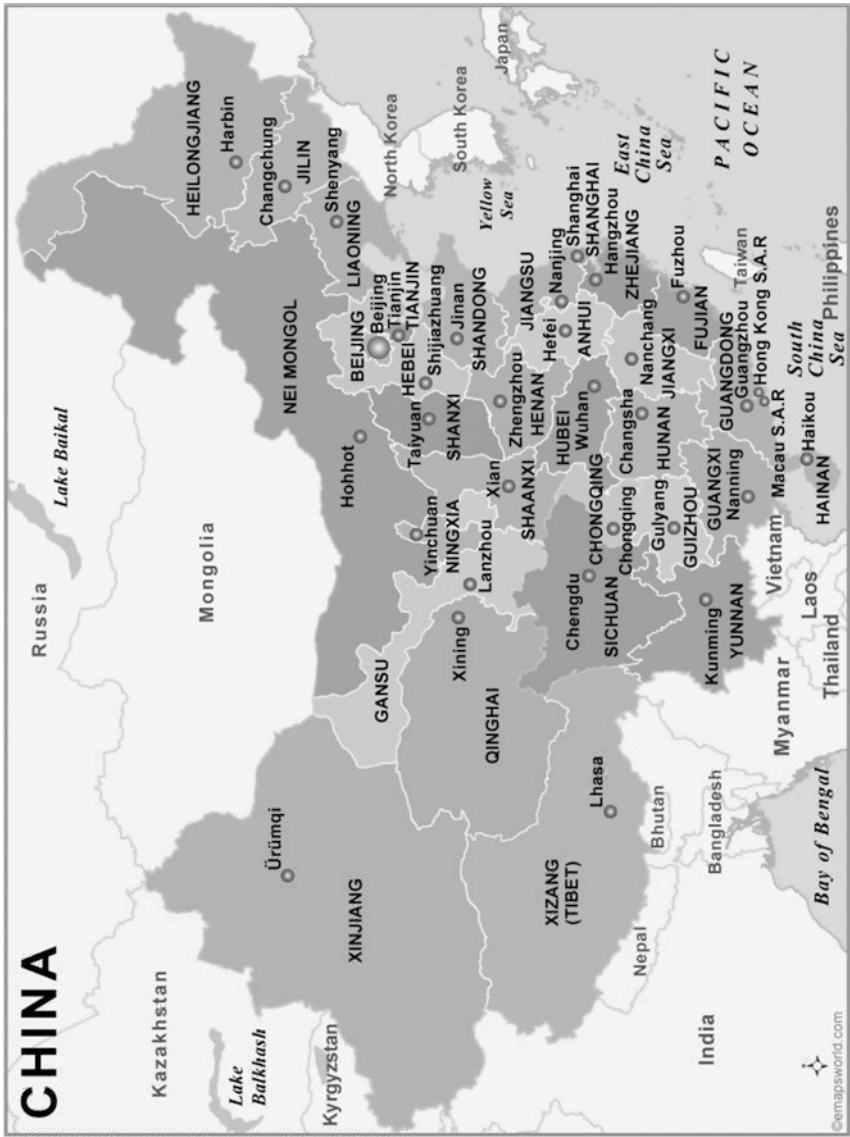 CHINA
Russia
Kazakhstan
Lake Baikal
Lake
Balkhash
Kyrgyzstan
Mongolia
HEILONGJIANG
Harbin
Changchung
JILIN
Shenyang
LIAONING
NEI MONGOL
Hohhot
Ürümqi
XINJIANG
GANSU
BEIJING
Beijing
Tianjin
TIANJIN
HEBEI
Shijiazhuang
North Korea
South Korea
Japan
Taiyuan
SHANXI
Jinan
SHANDONG
Yellow
Sea
Yinchuan
NINGXIA
Lanzhou
Xining
QINGHAI
Xian
SHAANXI
Zhengzhou
HENAN
JIANGSU
Nanjing
Hefei
ANHUI
Shanghai
SHANGHAI
Hangzhou
ZHEJIANG
East
China
Sea
HUBEI
Wuhan
CHONGQING
Chongqing
Chengdu
SICHUAN
XIZANG
(TIBET)
Lhasa
Changsha
HUNAN
Nanchang
JIANGXI
Fuzhou
FUJIAN
Gulyang
GUIZHOU
Kunming
YUNNAN
GUANGXI
Nanning
GUANGDONG
Guangzhou
Hong Kong S.A.R
Macau S.A.R
Taiwan
PACIFIC
OCEAN
Haikou
HAINAN
South
China
Sea
Philippines
Nepal
Bhutan
Bangladesh
India
Myanmar
Vietnam
Laos
Thailand
Bay of Bengal
©emapsworld.com